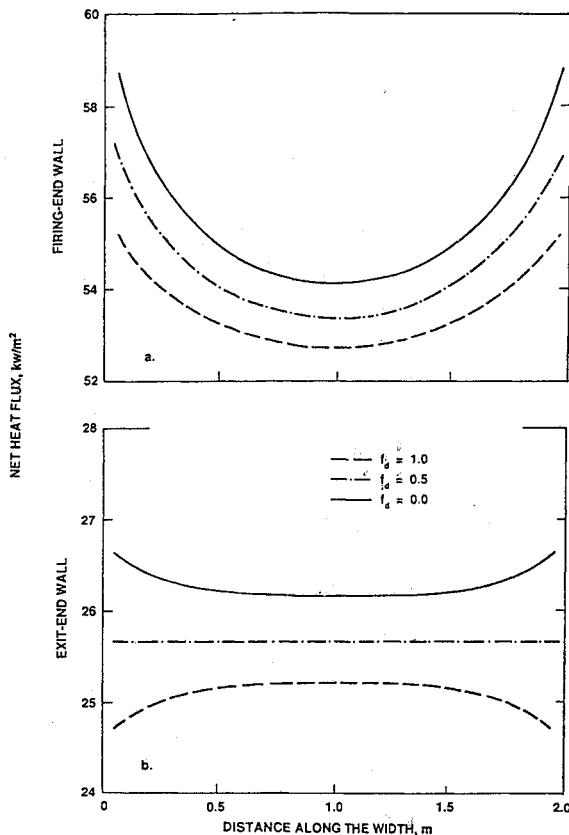 60
58
56
54
52
FIRING-END WALL
a.
NET HEAT FLUX, kw/m²
28
27
26
25
24
EXIT-END WALL
f_d = 1.0
f_d = 0.5
f_d = 0.0
b.
0 0.5 1.0 1.5 2.0
DISTANCE ALONG THE WIDTH, m